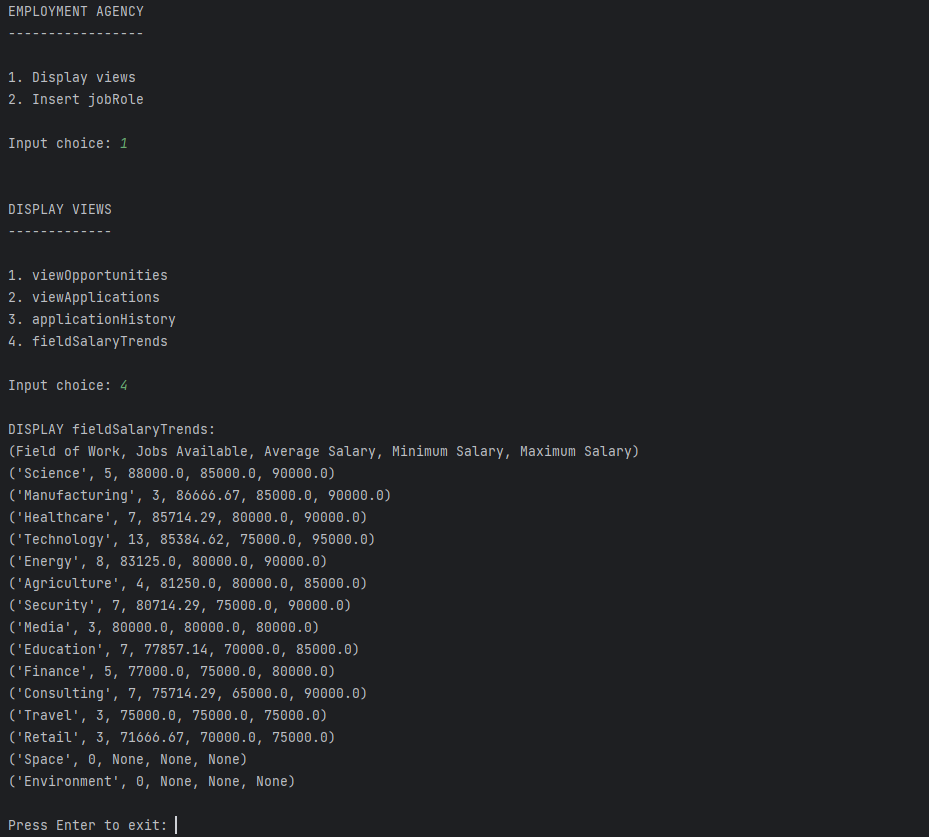 EMPLOYMENT AGENCY
-----------------
1. Display views
2. Insert jobRole
Input choice: 1
DISPLAY VIEWS
-------------
1. viewOpportunities
2. viewApplications
3. applicationHistory
4. fieldSalaryTrends
Input choice: 4
DISPLAY fieldSalaryTrends:
(Field of Work, Jobs Available, Average Salary, Minimum Salary, Maximum Salary)
('Science', 5, 88000.0, 85000.0, 90000.0)
('Manufacturing', 3, 86666.67, 85000.0, 90000.0)
('Healthcare', 7, 85714.29, 80000.0, 90000.0)
('Technology', 13, 85384.62, 75000.0, 95000.0)
('Energy', 8, 83125.0, 80000.0, 90000.0)
('Agriculture', 4, 81250.0, 80000.0, 85000.0)
('Security', 7, 80714.29, 75000.0, 90000.0)
('Media', 3, 80000.0, 80000.0, 80000.0)
('Education', 7, 77857.14, 70000.0, 85000.0)
('Finance', 5, 77000.0, 75000.0, 80000.0)
('Consulting', 7, 75714.29, 65000.0, 90000.0)
('Travel', 3, 75000.0, 75000.0, 75000.0)
('Retail', 3, 71666.67, 70000.0, 75000.0)
('Space', 0, None, None, None)
('Environment', 0, None, None, None)
Press Enter to exit: